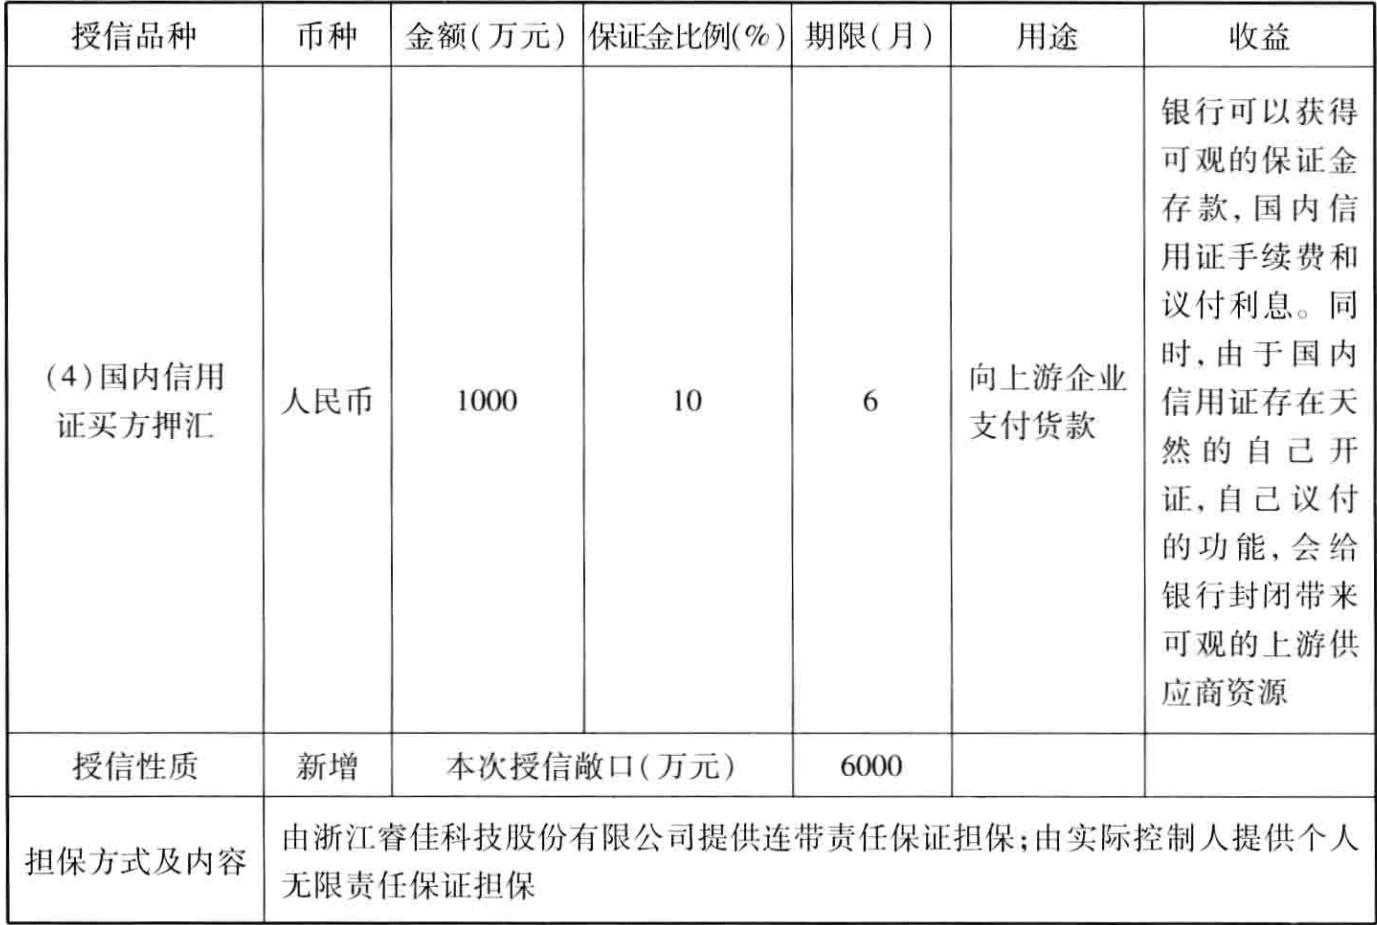 授信品种 币种 金额(万元) 保证金比例(%) 期限(月) 用途 收益
(4)国内信用
证买方押汇
人民币
1000
10
6
向上游企业
支付货款
银行可以获得
可观的保证金
存款,国内信
用证手续费和
议付利息。同
时,由于国内
信用证存在天
然的自己开
证,自己议付
的功能,会给
银行封闭带来
可观的上游供
应商资源
授信性质 新增 本次授信敞口(万元) 6000
担保方式及内容
由浙江睿佳科技股份有限公司提供连带责任保证担保;由实际控制人提供个人
无限责任保证担保